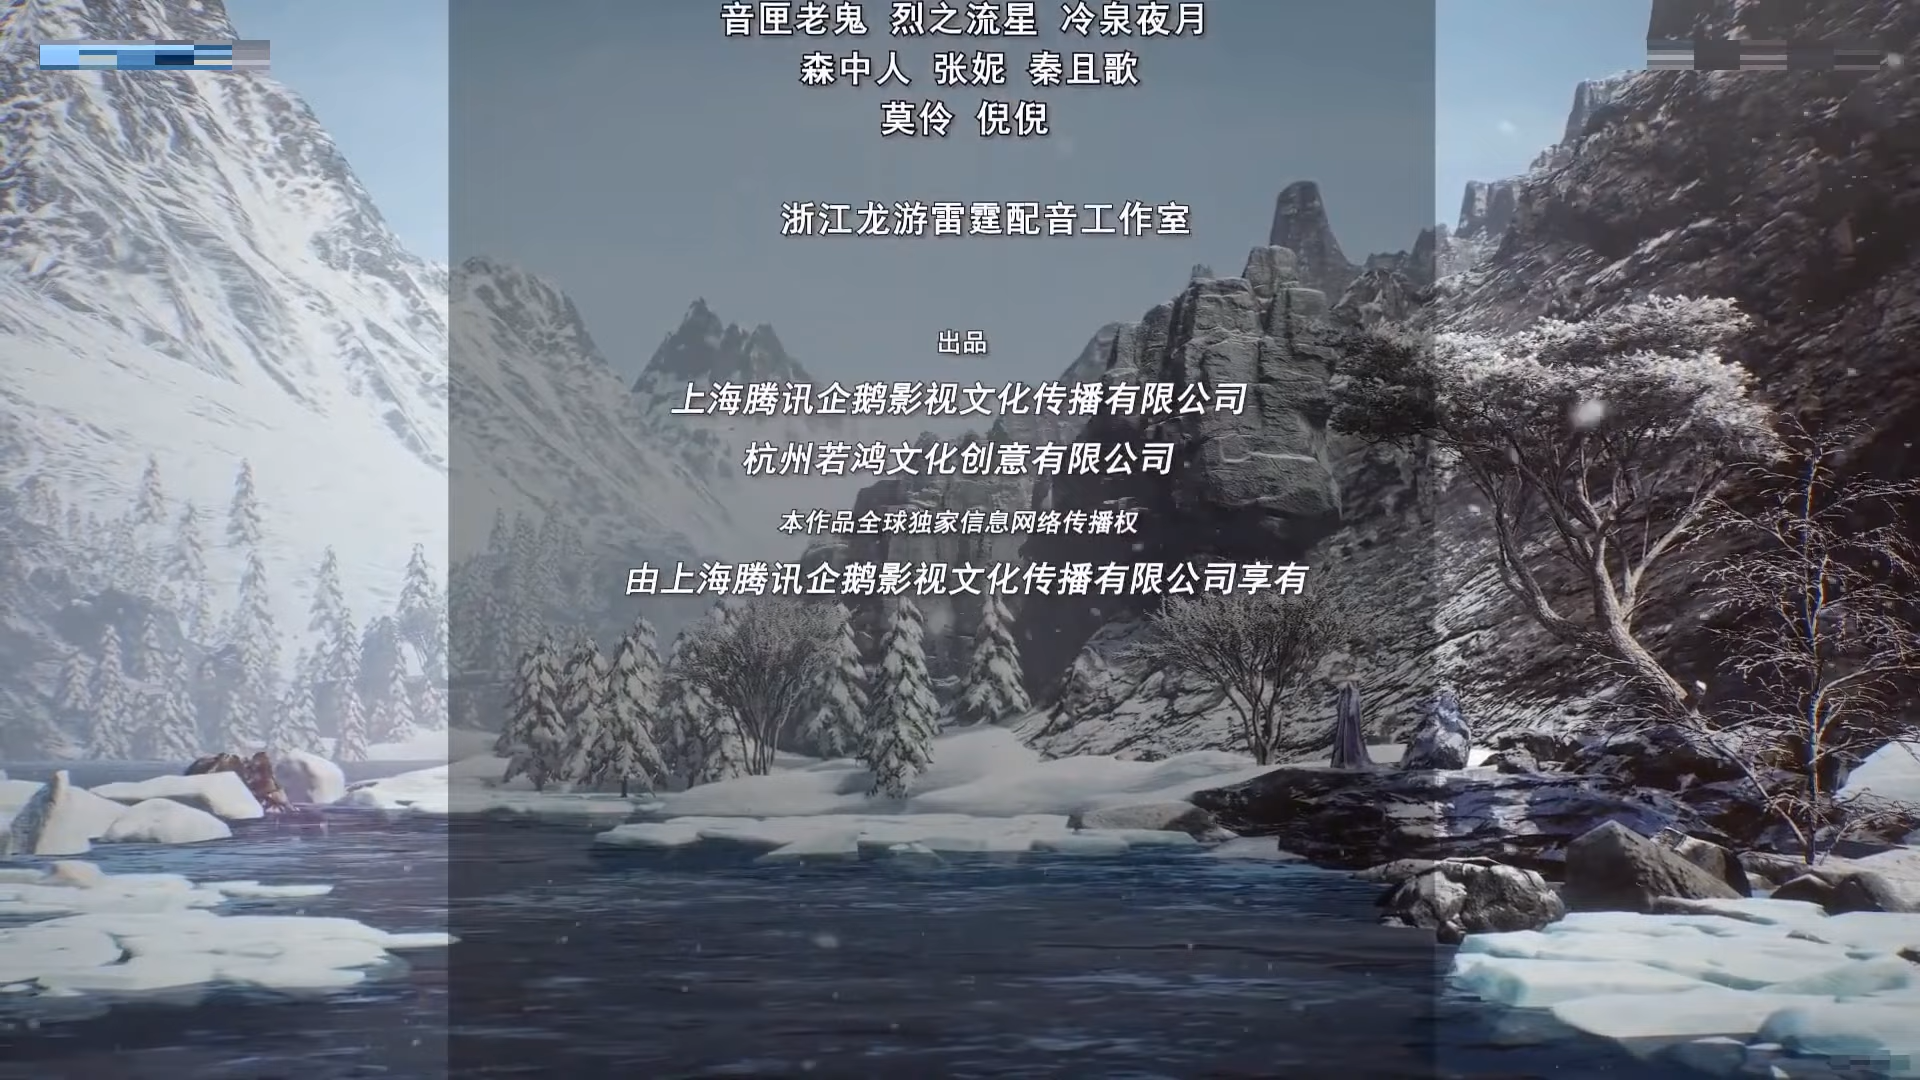 音匣老鬼 烈之流星 冷泉夜月
森中人 张妮 秦且歌
莫伶 倪倪
浙江龙游雷霆配音工作室
出品
上海腾讯企鹅影视文化传播有限公司
杭州若鸿文化创意有限公司
本作品全球独家信息网络传播权
由上海腾讯企鹅影视文化传播有限公司享有